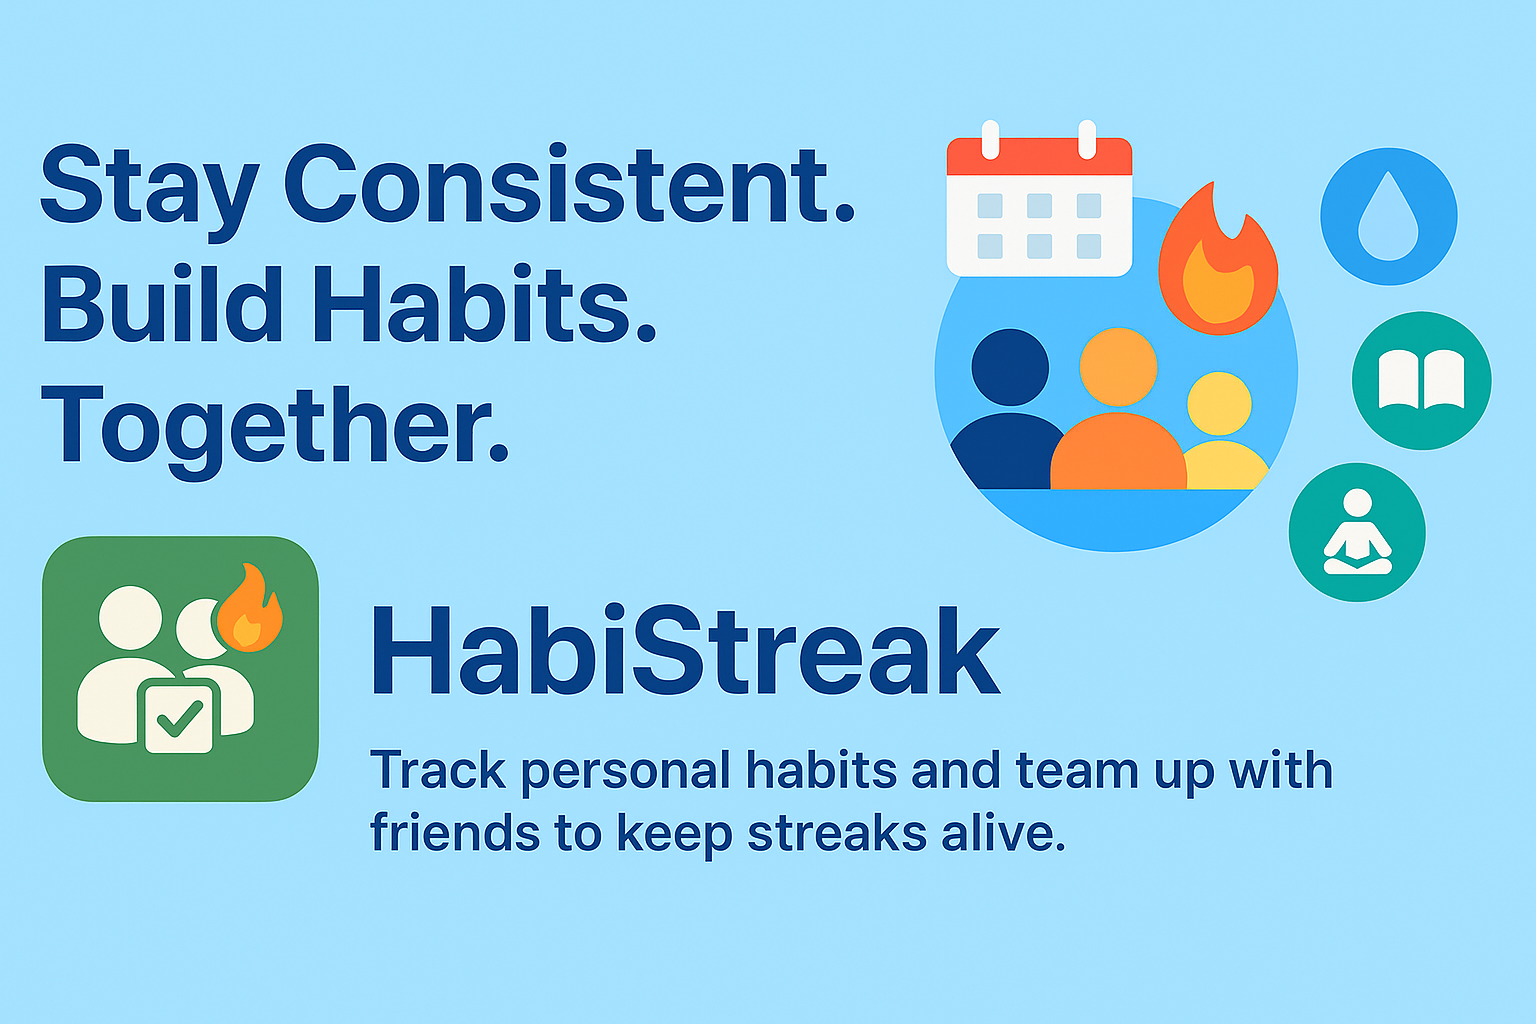 Stay Consistent.
Build Habits.
Together.
HabiStreak
Track personal habits and team up with
friends to keep streaks alive.